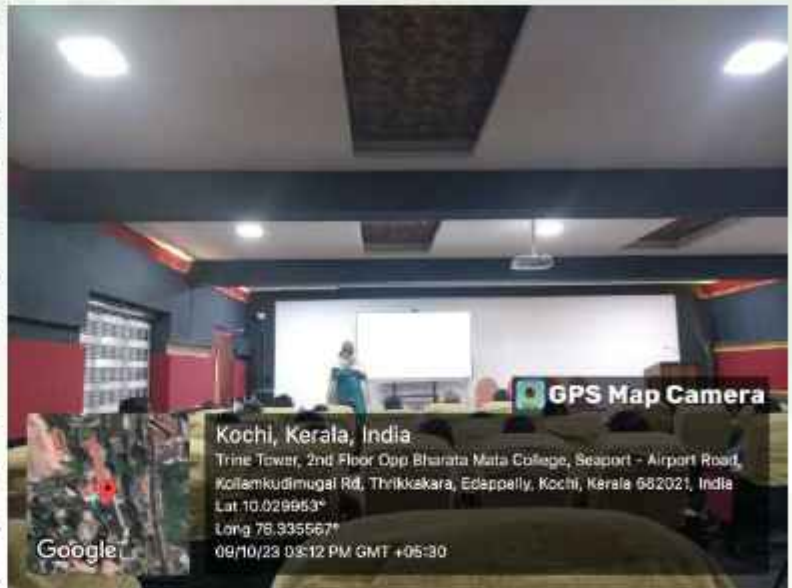 GPS Map Camera
Kochi, Kerala, India
Trine Tower, 2nd Floor Opp Bharata Mata College, Seaport - Airport Road,
Kollamkudimugal Rd, Thrikkakara, Edappally, Kochi, Kerala 682021, India
Lat 10.029953°
Long 76.335567°
09/10/23 03:12 PM GMT +05:30
Google